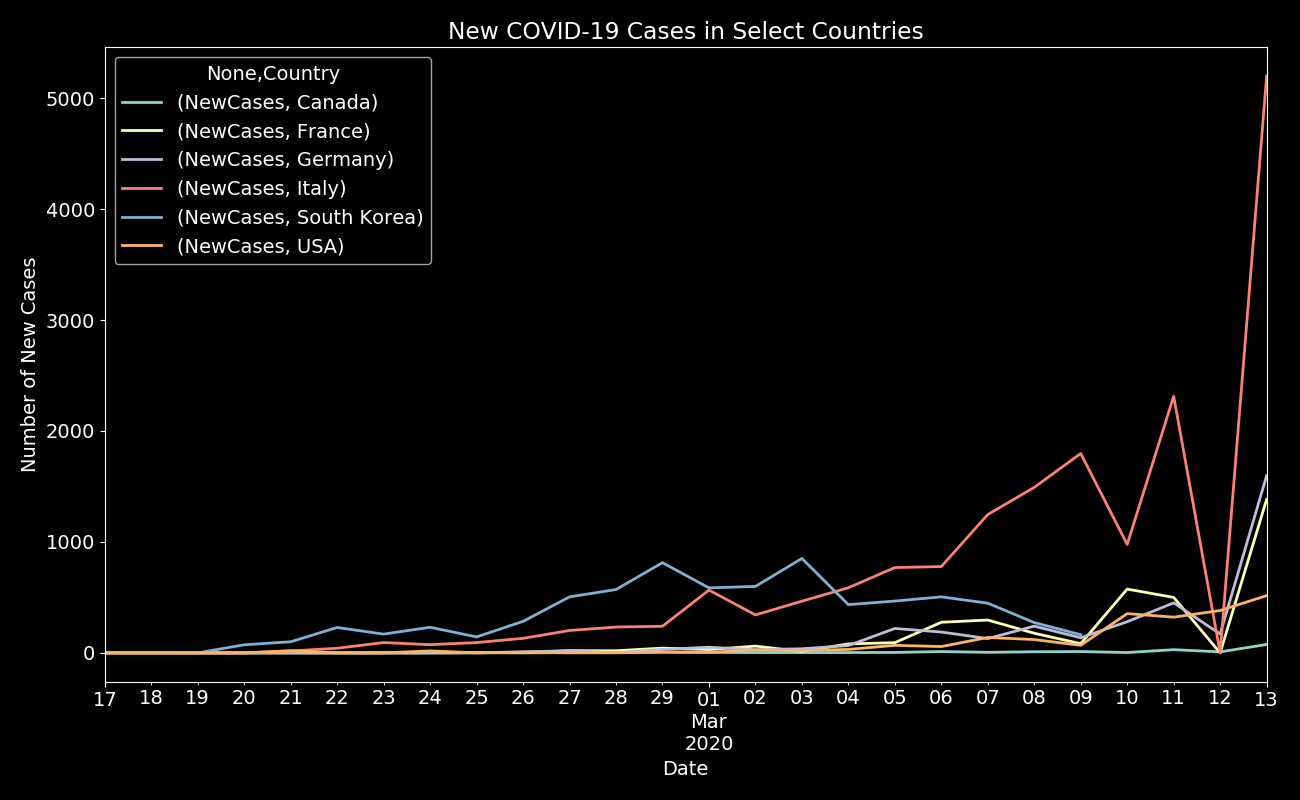 New COVID-19 Cases in Select Countries
None,Country
(NewCases, Canada)
(NewCases, France)
(NewCases, Germany)
(NewCases, Italy)
(NewCases, South Korea)
(NewCases, USA)
Number of New Cases
5000
4000
3000
2000
1000
0
17 18 19 20 21 22 23 24 25 26 27 28 29 01 02 03 04 05 06 07 08 09 10 11 12 13
Mar
2020
Date